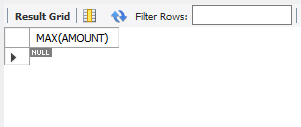 Result Grid Filter Rows:
MAX(AMOUNT)
NULL